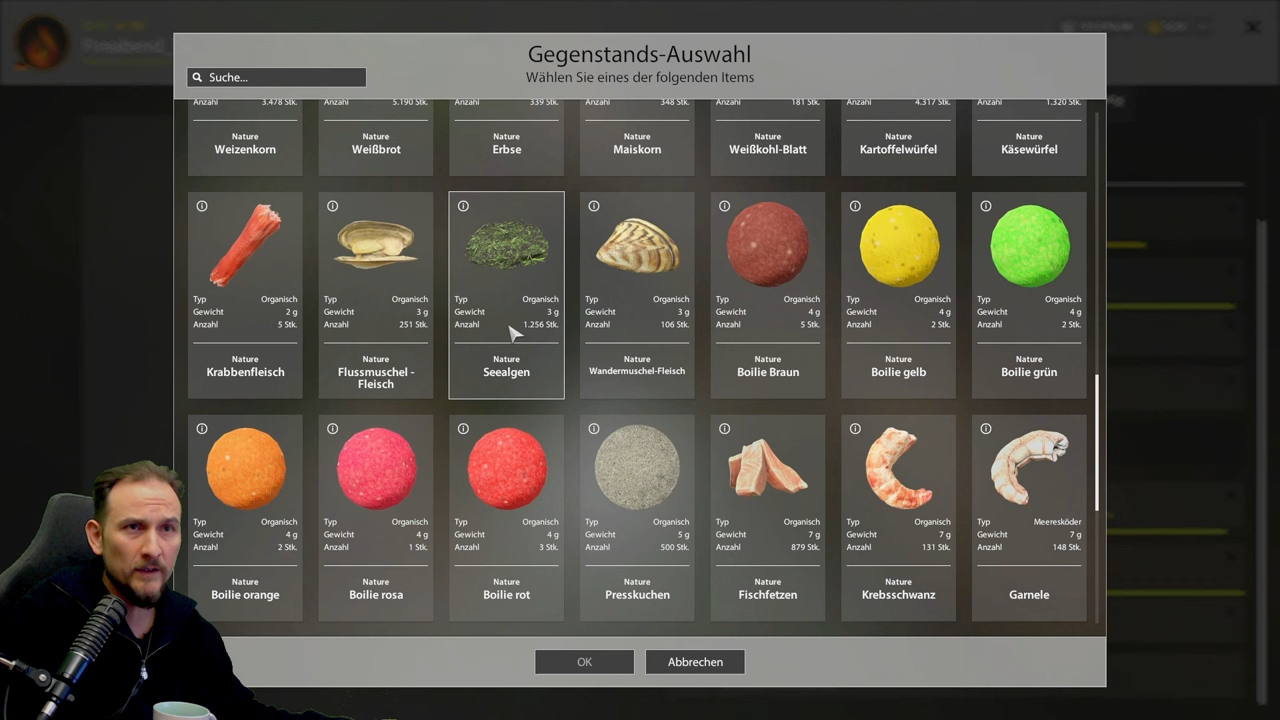 Gegenstands-Auswahl
Wählen Sie eines der folgenden Items
Suche...
Anzahl 3.478 Stk.
Nature
Weizenkorn
Anzahl 5.190 Stk.
Nature
Weißbrot
Anzahl 339 Stk.
Nature
Erbse
Anzahl 348 Stk.
Nature
Maiskorn
Anzahl 181 Stk.
Nature
Weißkohl-Blatt
Anzahl 4.317 Stk.
Nature
Kartoffelwürfel
Anzahl 1.320 Stk.
Nature
Käsewürfel
Typ Organisch
Gewicht 2 g
Anzahl 5 Stk.
Nature
Krabbenfleisch
Typ Organisch
Gewicht 3 g
Anzahl 251 Stk.
Nature
Flussmuschel -
Fleisch
Typ Organisch
Gewicht 3 g
Anzahl 1.256 Stk.
Nature
Seealgen
Typ Organisch
Gewicht 3 g
Anzahl 106 Stk.
Nature
Wandermuschel-Fleisch
Typ Organisch
Gewicht 4 g
Anzahl 5 Stk.
Nature
Boilie Braun
Typ Organisch
Gewicht 4 g
Anzahl 2 Stk.
Nature
Boilie gelb
Typ Organisch
Gewicht 4 g
Anzahl 2 Stk.
Nature
Boilie grün
Typ Organisch
Gewicht 4 g
Anzahl 2 Stk.
Nature
Boilie orange
Typ Organisch
Gewicht 4 g
Anzahl 1 Stk.
Nature
Boilie rosa
Typ Organisch
Gewicht 4 g
Anzahl 3 Stk.
Nature
Boilie rot
Typ Organisch
Gewicht 5 g
Anzahl 500 Stk.
Nature
Presskuchen
Typ Organisch
Gewicht 7 g
Anzahl 879 Stk.
Nature
Fischfetzen
Typ Organisch
Gewicht 7 g
Anzahl 131 Stk.
Nature
Krebsschwanz
Typ Meeresköder
Gewicht 7 g
Anzahl 148 Stk.
Garnele
OK
Abbrechen